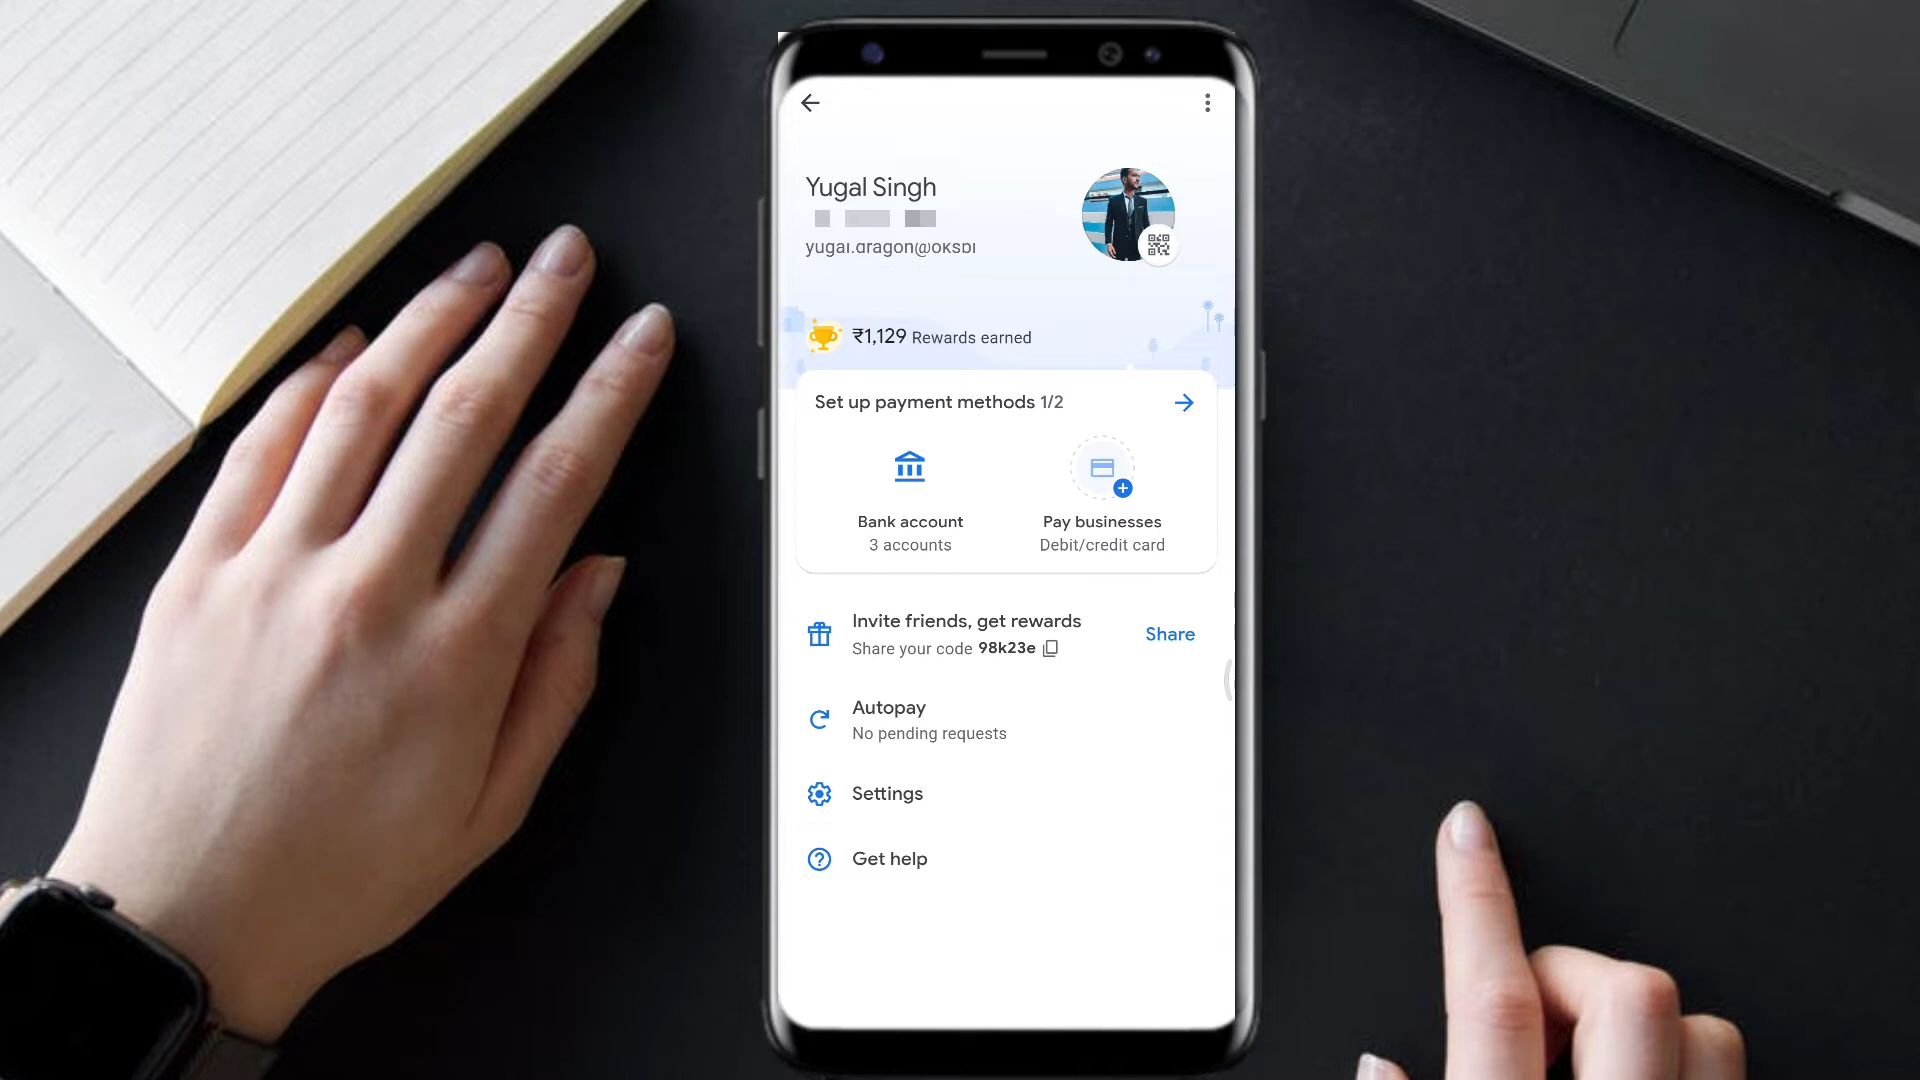 Yugal Singh
yugal.dragon@oksbi
₹1,129 Rewards earned
Set up payment methods 1/2
Bank account
3 accounts
Pay businesses
Debit/credit card
Invite friends, get rewards
Share your code 98k23e
Share
Autopay
No pending requests
Settings
Get help